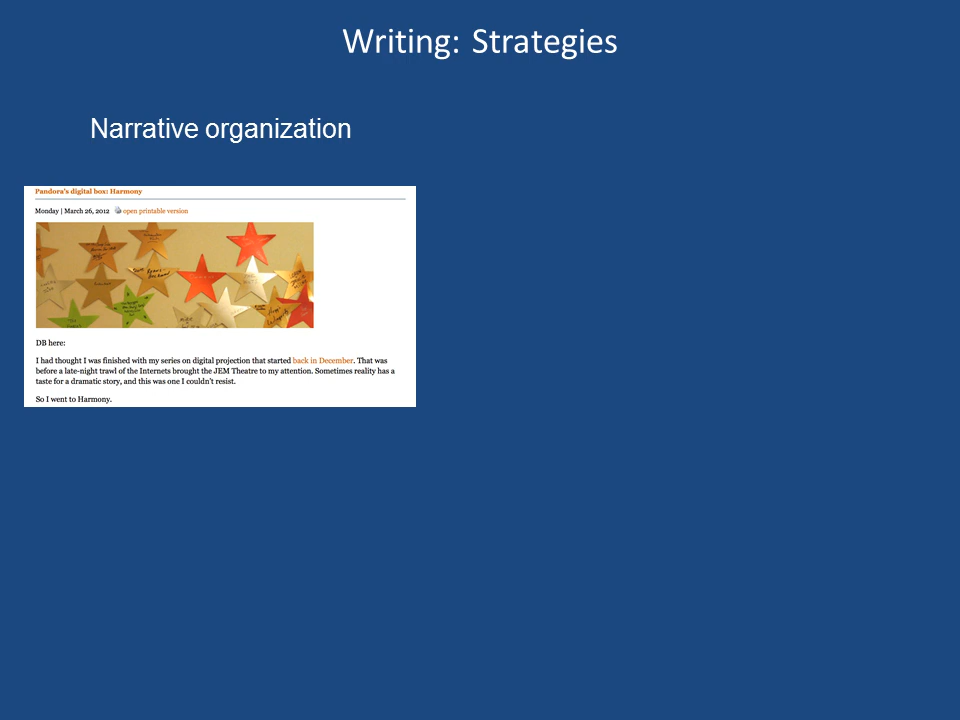 Writing: Strategies
Narrative organization
Pandora's digital box: Harmony
Monday | March 26, 2012 open printable version
DB here:
I had thought I was finished with my series on digital projection that started back in December. That was
before a late-night trawl of the Internets brought the JEM Theatre to my attention. Sometimes reality has a
taste for a dramatic story, and this was one I couldn't resist.
So I went to Harmony.